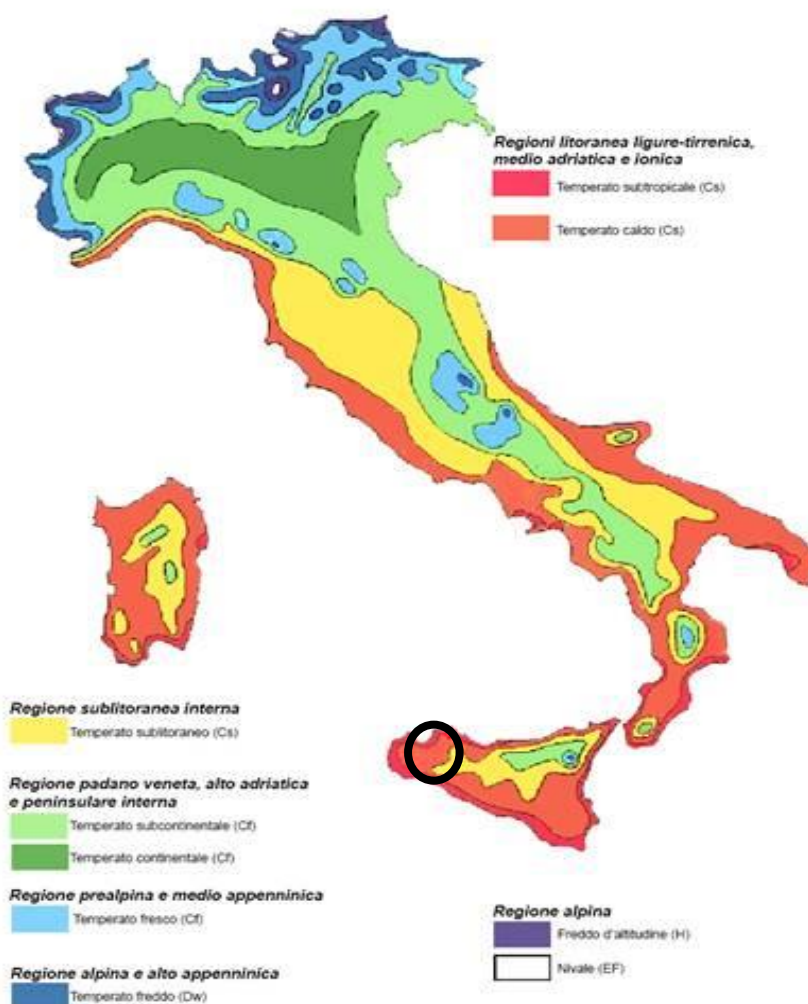 Regioni litoranea ligure-tirrenica,
medio adriatica e ionica
Temperato subtropicale (Cs)
Temperato caldo (Cs)
Regione sublitoranea interna
Temperato sublitoraneo (Cs)
Regione padano veneta, alto adriatica
e peninsulare interna
Temperato subcontinentale (Cf)
Temperato continentale (Cf)
Regione prealpina e medio appenninica
Temperato fresco (Cf)
Regione alpina e alto appenninica
Temperato freddo (Dw)
Regione alpina
Freddo d'altitudine (H)
Nivale (EF)